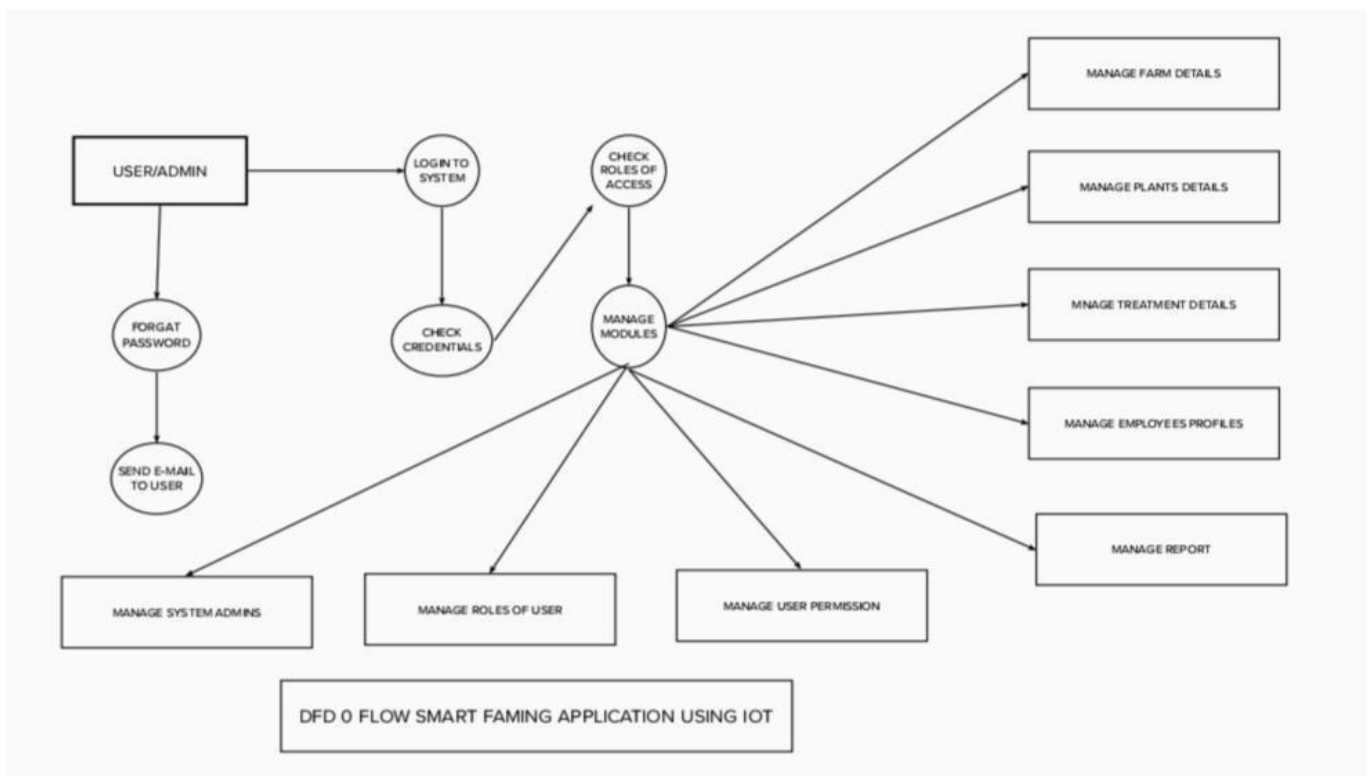 MANAGE FARM DETAILS
USER/ADMIN
LOGIN TO
SYSTEM
CHECK
ROLES OF
ACCESS
MANAGE PLANTS DETAILS
FORGAT
PASSWORD
CHECK
CREDENTIALS
MANAGE
MODULES
MNAGE TREATMENT DETAILS
MANAGE EMPLOYEES PROFILES
SEND E-MAIL
TO USER
MANAGE REPORT
MANAGE SYSTEM ADMINS
MANAGE ROLES OF USER
MANAGE USER PERMISSION
DFD 0 FLOW SMART FAMING APPLICATION USING IOT